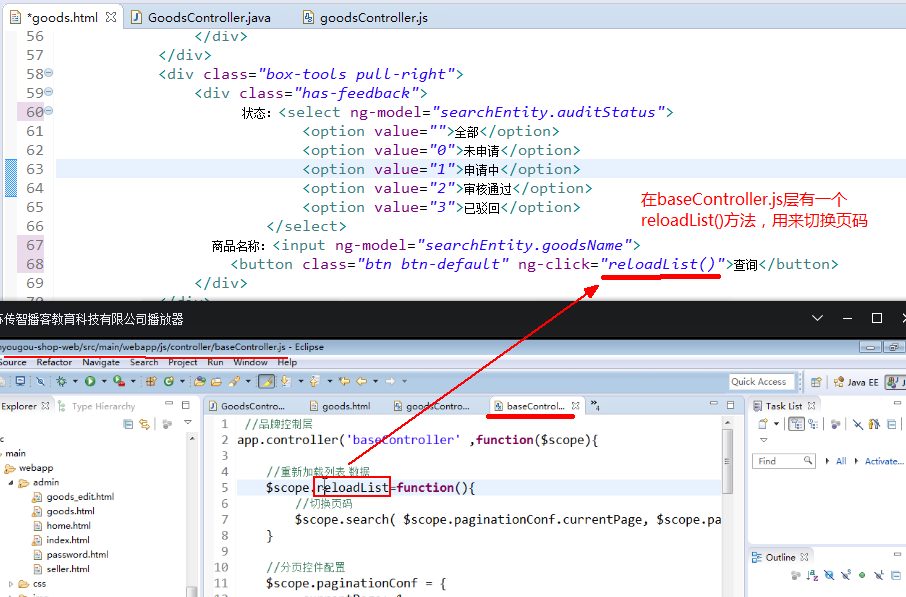 *goods.html GoodsController.java goodsController.js
56 </div>
57 </div>
58 <div class="box-tools pull-right">
59 <div class="has-feedback">
60 状态：<select ng-model="searchEntity.auditStatus">
61 <option value="">全部</option>
62 <option value="0">未申请</option>
63 <option value="1">申请中</option>
64 <option value="2">审核通过</option>
65 <option value="3">已驳回</option>
66 </select>
67 商品名称：<input ng-model="searchEntity.goodsName">
68 <button class="btn btn-default" ng-click="reloadList()">查询</button>
69 </div>
在baseController.js层有一个
reloadList()方法，用来切换页码
苏传智播客教育科技有限公司播放器
nyougou-shop-web/src/main/webapp/js/controller/baseController.js - Eclipse
Source Refactor Navigate Search Project Run Window Help
Quick Access Java EE
Explorer Type Hierarchy
main
webapp
admin
goods_edit.html
goods.html
home.html
index.html
password.html
seller.html
css
GoodsContro... goods.html goodsContro... baseControl... »4
1 //品牌控制层
2 app.controller('baseController' ,function($scope){
3
4 //重新加载列表 数据
5 $scope.reloadList=function(){
6 //切换页码
7 $scope.search( $scope.paginationConf.currentPage, $scope.pa
8 }
9
10 //分页控件配置
11 $scope.paginationConf = {
Task List
Find All Activate...
Outline